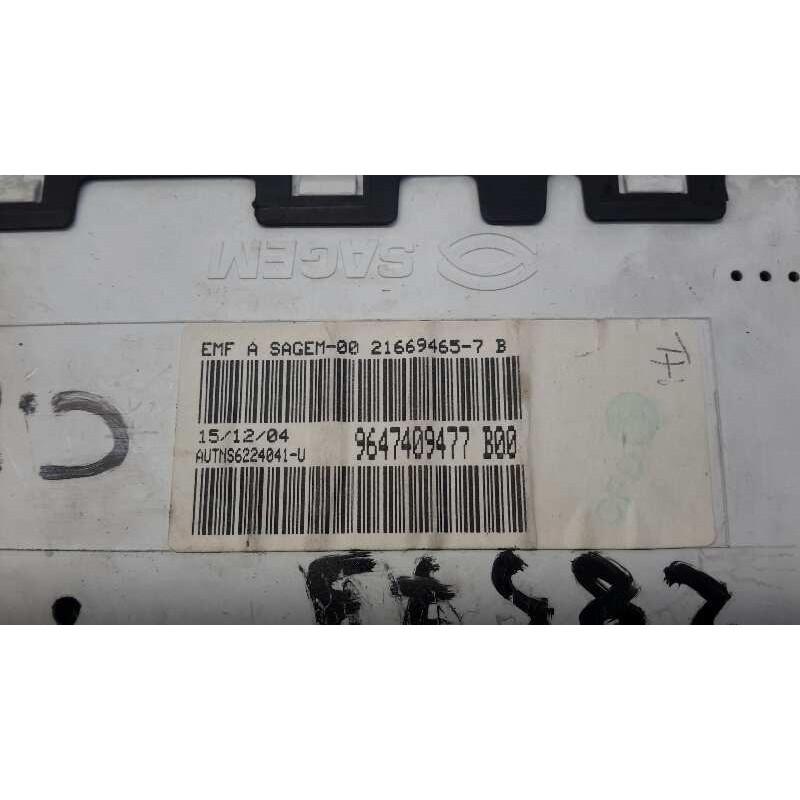 SAGEM
EMF A SAGEM-00 21669465-7 B
15/12/04
9647409477 B00
AUTNS6224041-U